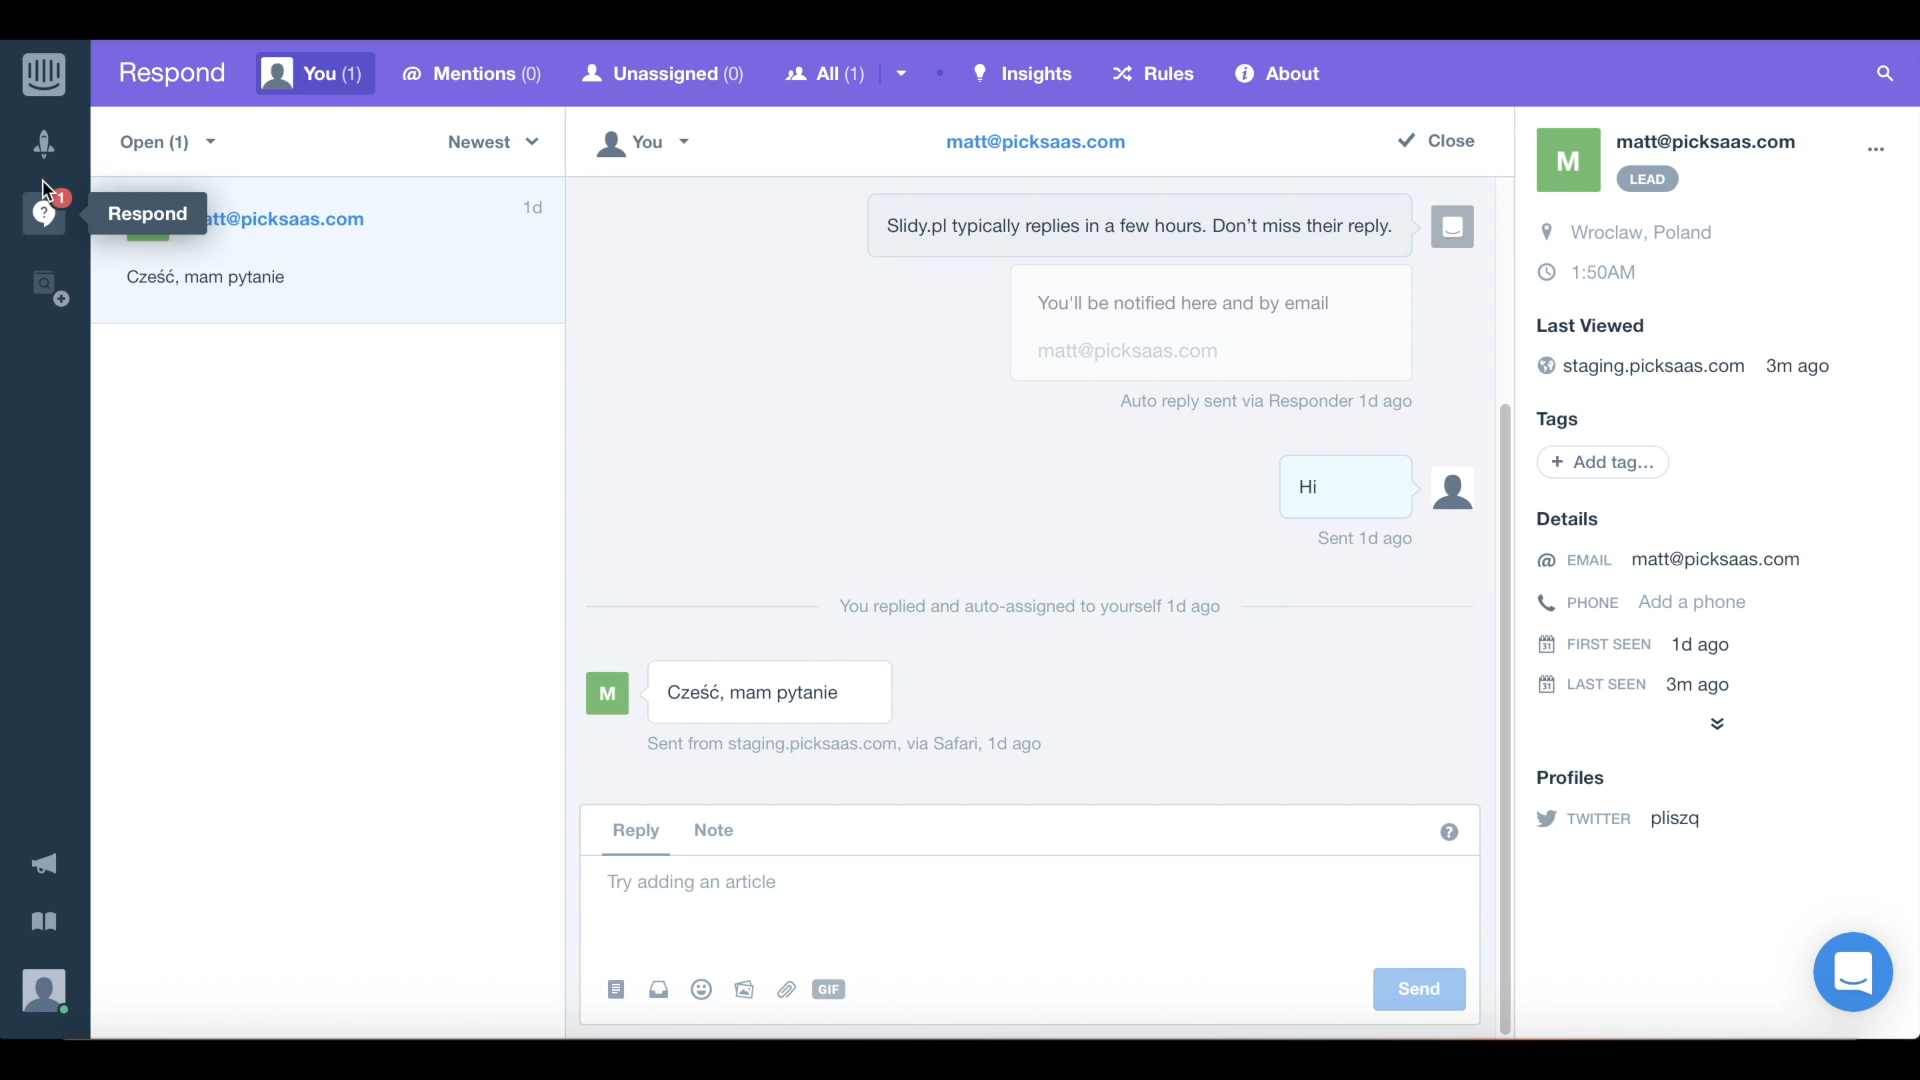 Respond
You (1)
@ Mentions (0)
Unassigned (0)
All (1)
Insights
Rules
About
Open (1)
Newest
You
matt@picksaas.com
Close
1
Respond
att@picksaas.com
1d
Cześć, mam pytanie
Slidy.pl typically replies in a few hours. Don't miss their reply.
You'll be notified here and by email
matt@picksaas.com
Auto reply sent via Responder 1d ago
Hi
Sent 1d ago
You replied and auto-assigned to yourself 1d ago
M
Cześć, mam pytanie
Sent from staging.picksaas.com, via Safari, 1d ago
Reply
Note
?
Try adding an article
GIF
Send
M
matt@picksaas.com
...
LEAD
Wroclaw, Poland
1:50AM
Last Viewed
staging.picksaas.com 3m ago
Tags
+ Add tag...
Details
@ EMAIL matt@picksaas.com
PHONE Add a phone
31 FIRST SEEN 1d ago
31 LAST SEEN 3m ago
Profiles
TWITTER pliszq